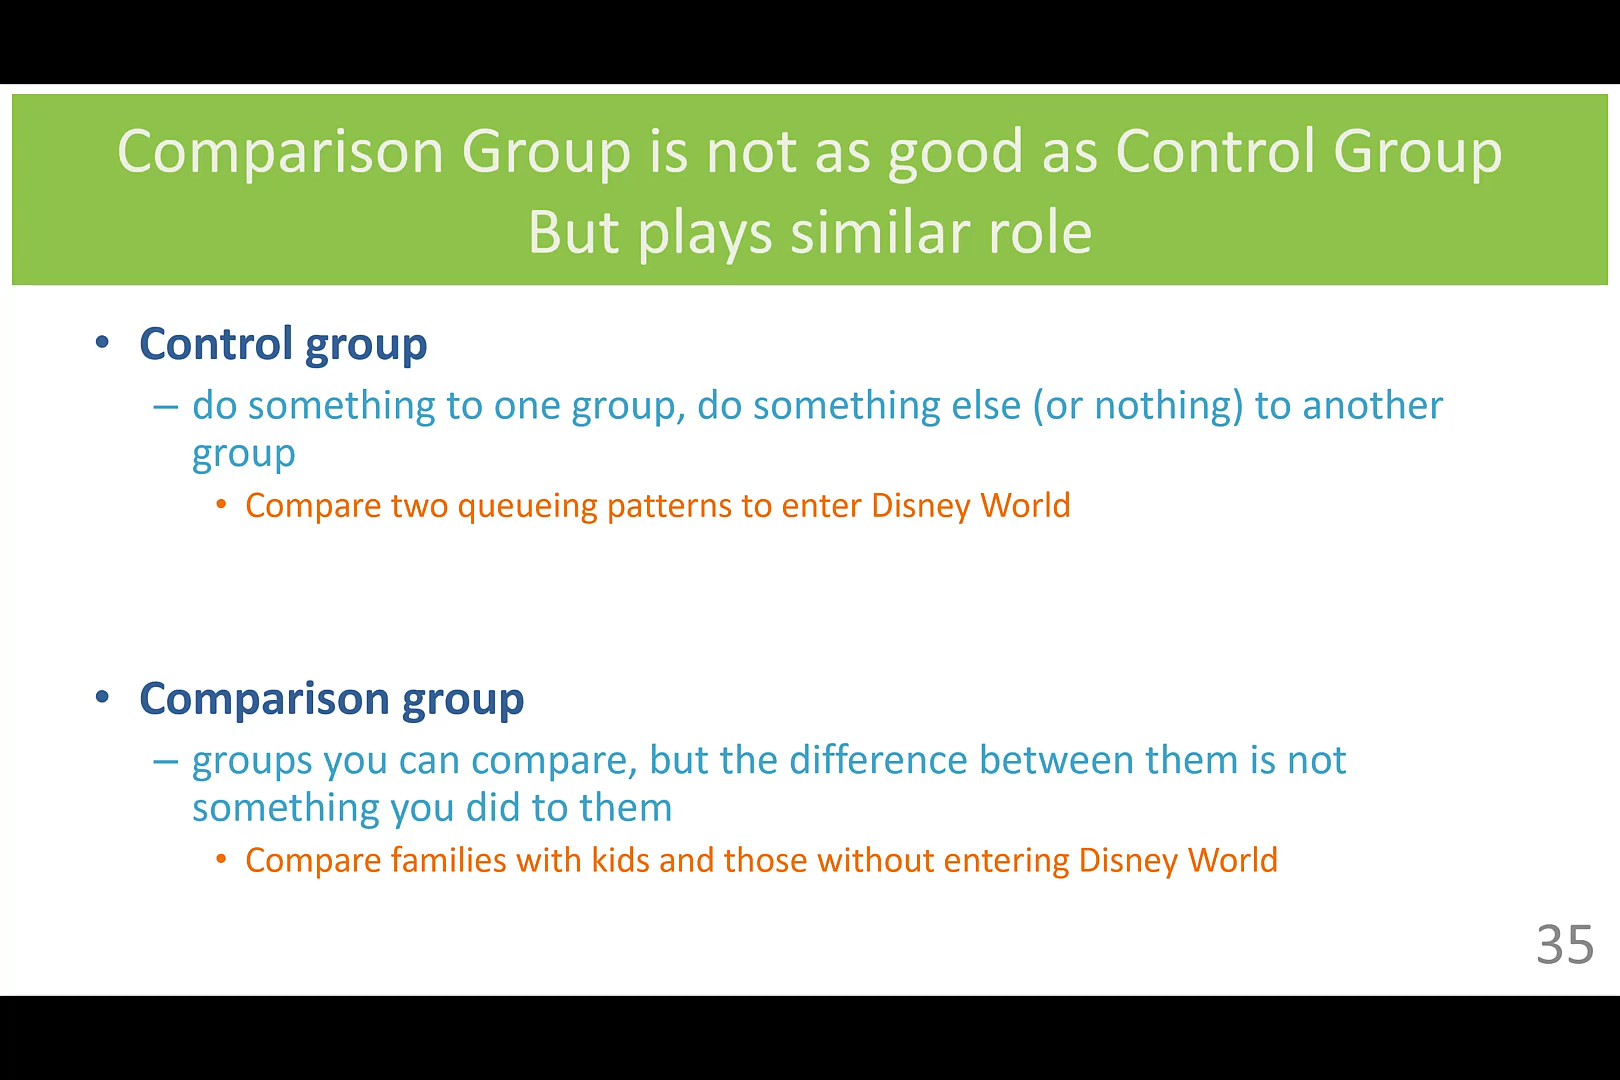 Comparison Group is not as good as Control Group
But plays similar role
• Control group
– do something to one group, do something else (or nothing) to another
group
• Compare two queueing patterns to enter Disney World
• Comparison group
– groups you can compare, but the difference between them is not
something you did to them
• Compare families with kids and those without entering Disney World
35